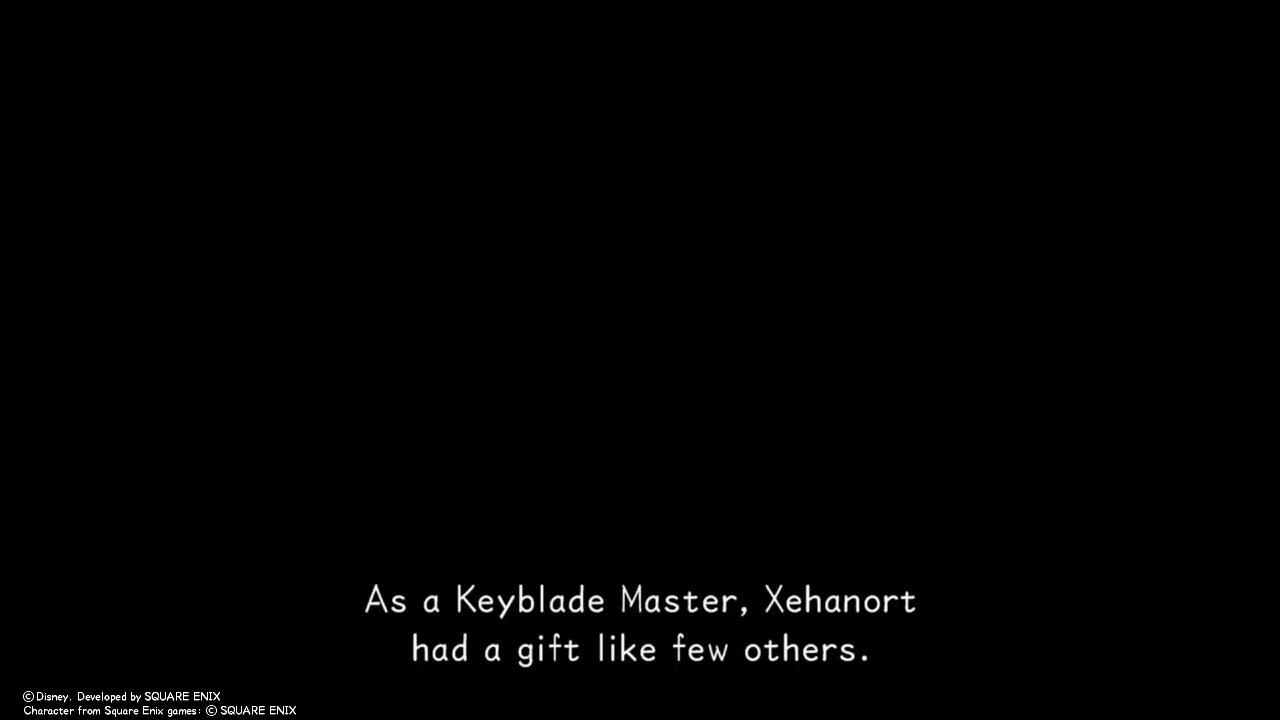 As a Keyblade Master, Xehanort
had a gift like few others.
©Disney. Developed by SQUARE ENIX
Character from Square Enix games: © SQUARE ENIX